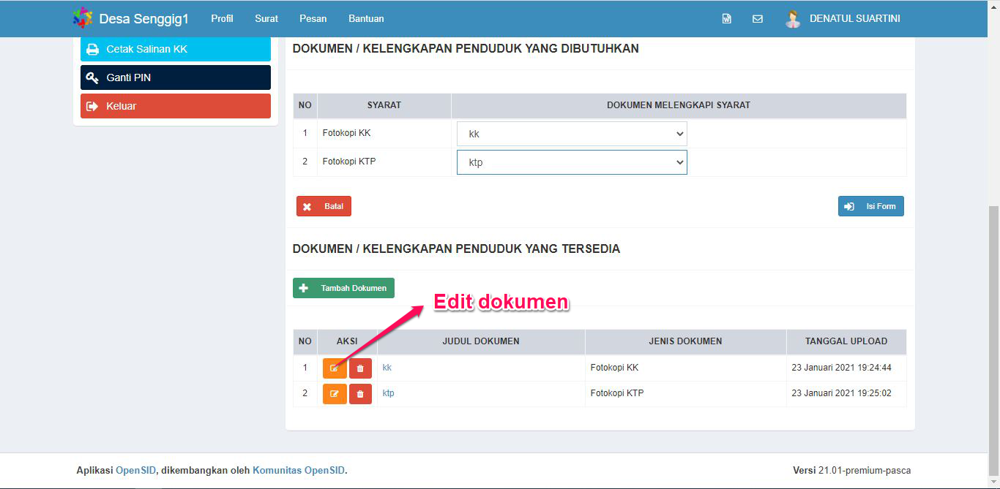 Desa Senggig1 Profil Surat Pesan Bantuan DENATUL SUARTINI
Cetak Salinan KK
Ganti PIN
Keluar
DOKUMEN / KELENGKAPAN PENDUDUK YANG DIBUTUHKAN
NO SYARAT DOKUMEN MELENGKAPI SYARAT
1 Fotokopi KK kk
2 Fotokopi KTP ktp
Batal Isi Form
DOKUMEN / KELENGKAPAN PENDUDUK YANG TERSEDIA
Tambah Dokumen
Edit dokumen
NO AKSI JUDUL DOKUMEN JENIS DOKUMEN TANGGAL UPLOAD
1 kk Fotokopi KK 23 Januari 2021 19:24:44
2 ktp Fotokopi KTP 23 Januari 2021 19:25:02
Aplikasi OpenSID, dikembangkan oleh Komunitas OpenSID. Versi 21.01-premium-pasca